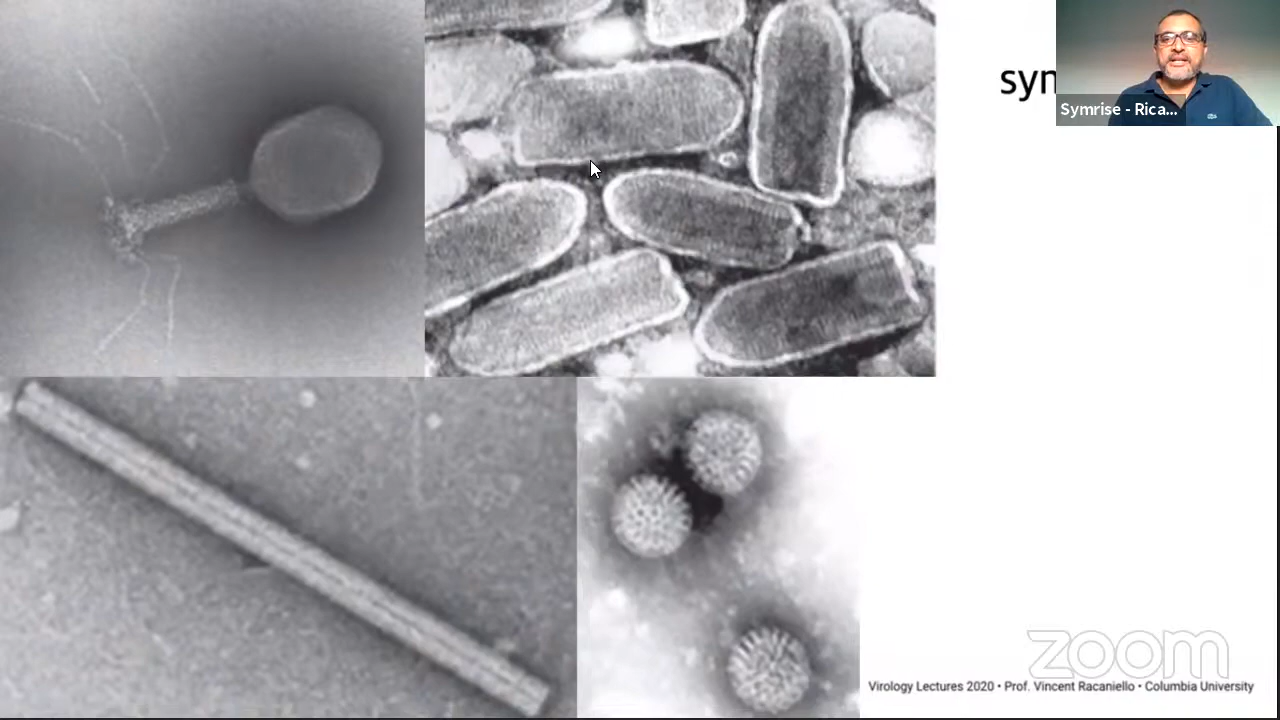 syn
Symrise - Rica...
zoom
Virology Lectures 2020 • Prof. Vincent Racaniello • Columbia University